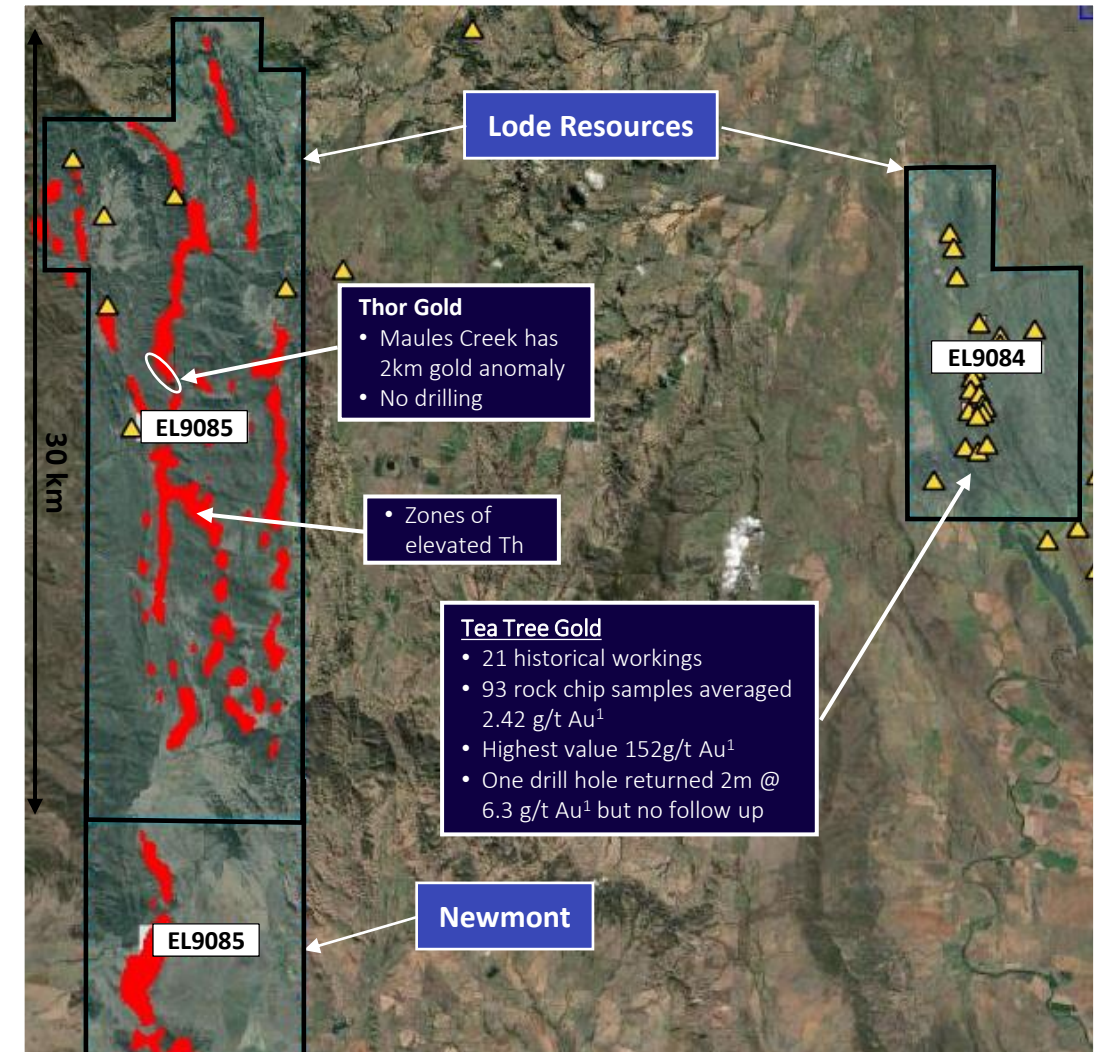 Lode Resources
Thor Gold
• Maules Creek has
2km gold anomaly
• No drilling
EL9084
EL9085
30 km
• Zones of
elevated Th
Tea Tree Gold
• 21 historical workings
• 93 rock chip samples averaged
2.42 g/t Au¹
• Highest value 152g/t Au¹
• One drill hole returned 2m @
6.3 g/t Au¹ but no follow up
Newmont
EL9085